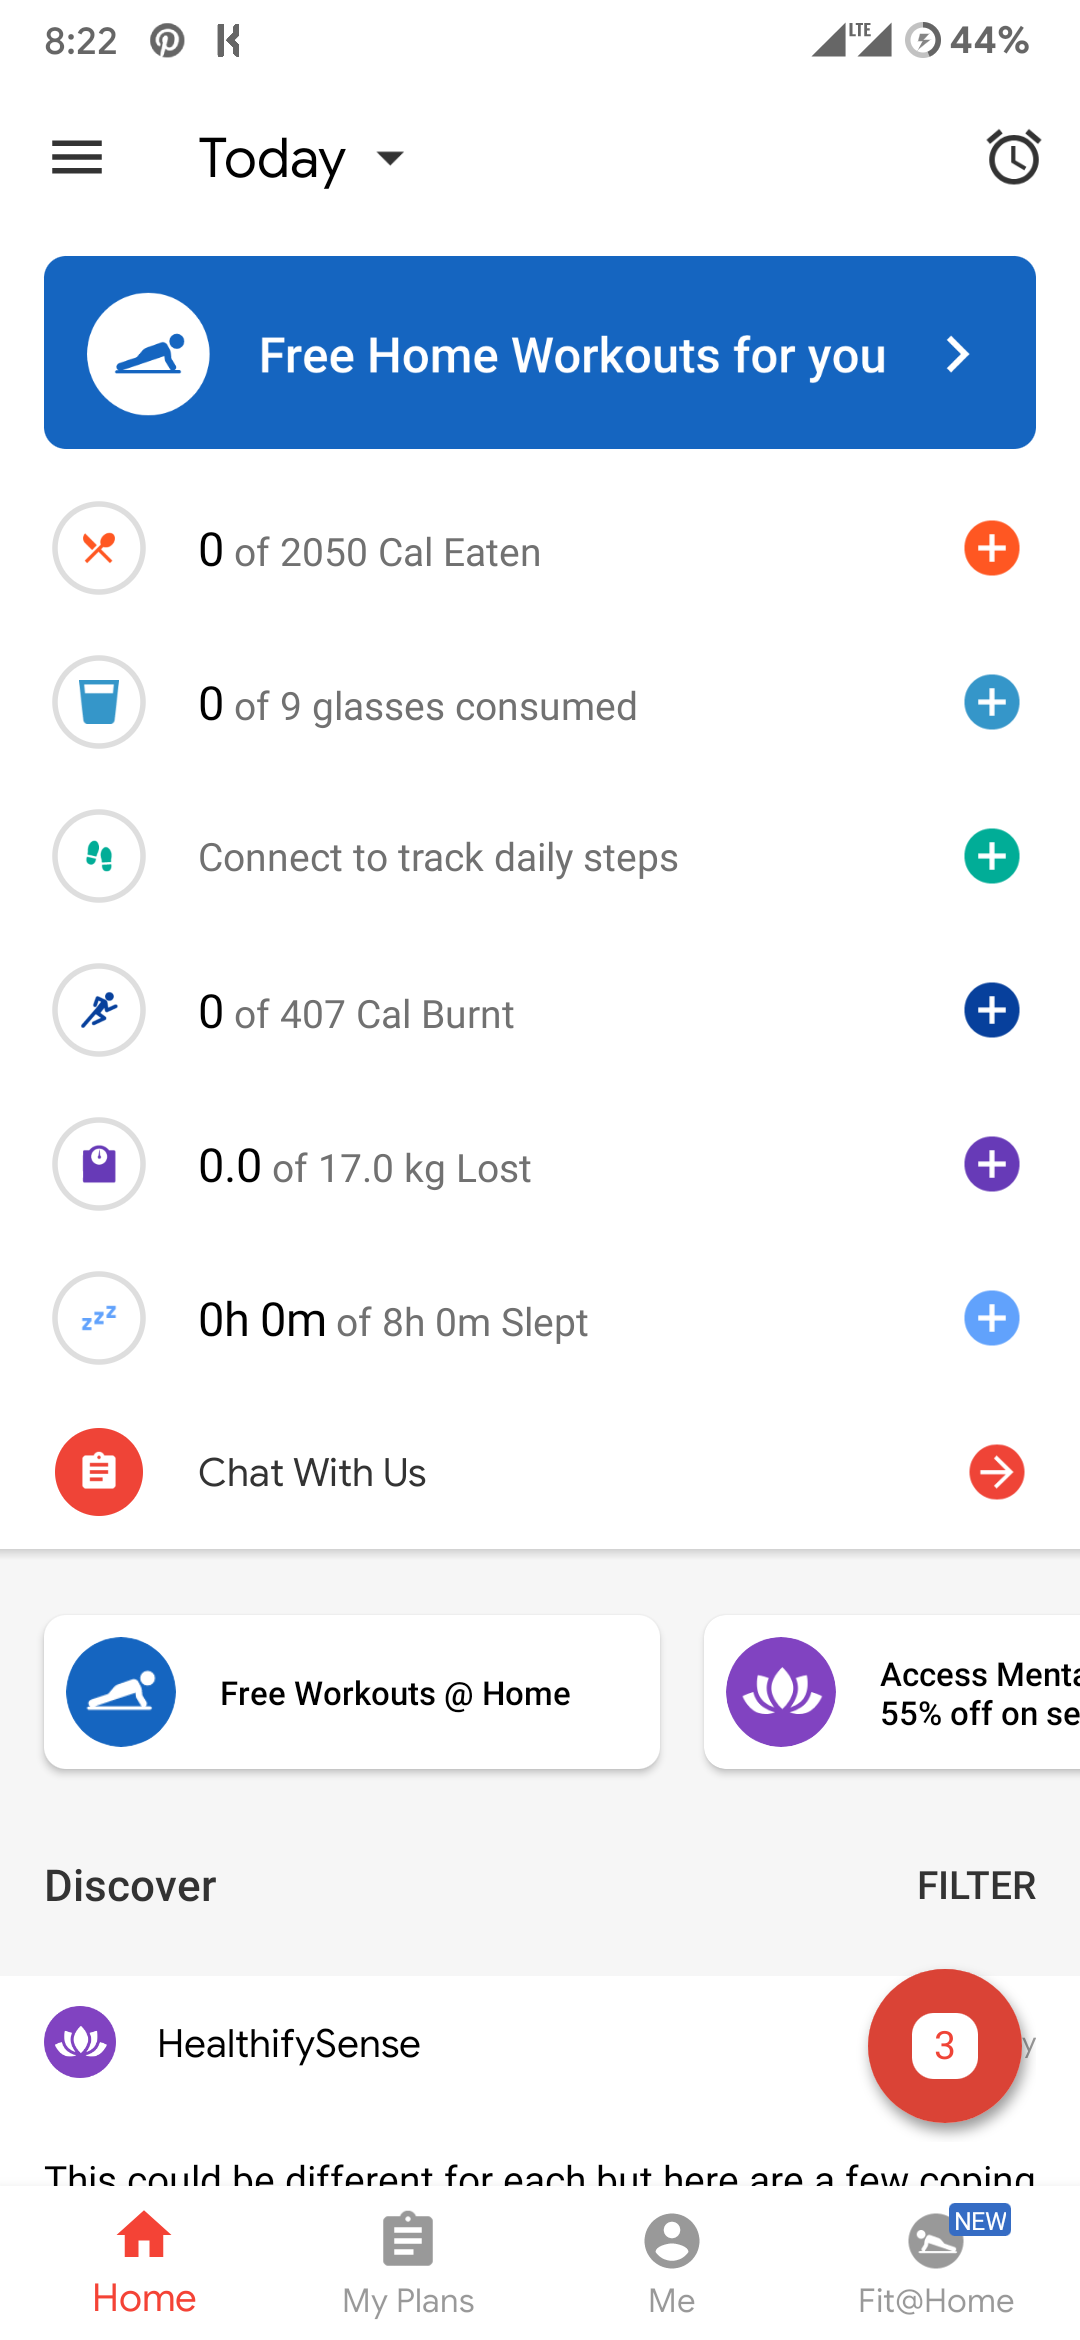 8:22 LTE 44%
Today
Free Home Workouts for you
0 of 2050 Cal Eaten
0 of 9 glasses consumed
Connect to track daily steps
0 of 407 Cal Burnt
0.0 of 17.0 kg Lost
0h 0m of 8h 0m Slept
zzz
Chat With Us
Free Workouts @ Home
Access Menta
55% off on se
Discover
FILTER
HealthifySense
3
y
This could be different for each but here are a few coping
NEW
Home
My Plans
Me
Fit@Home